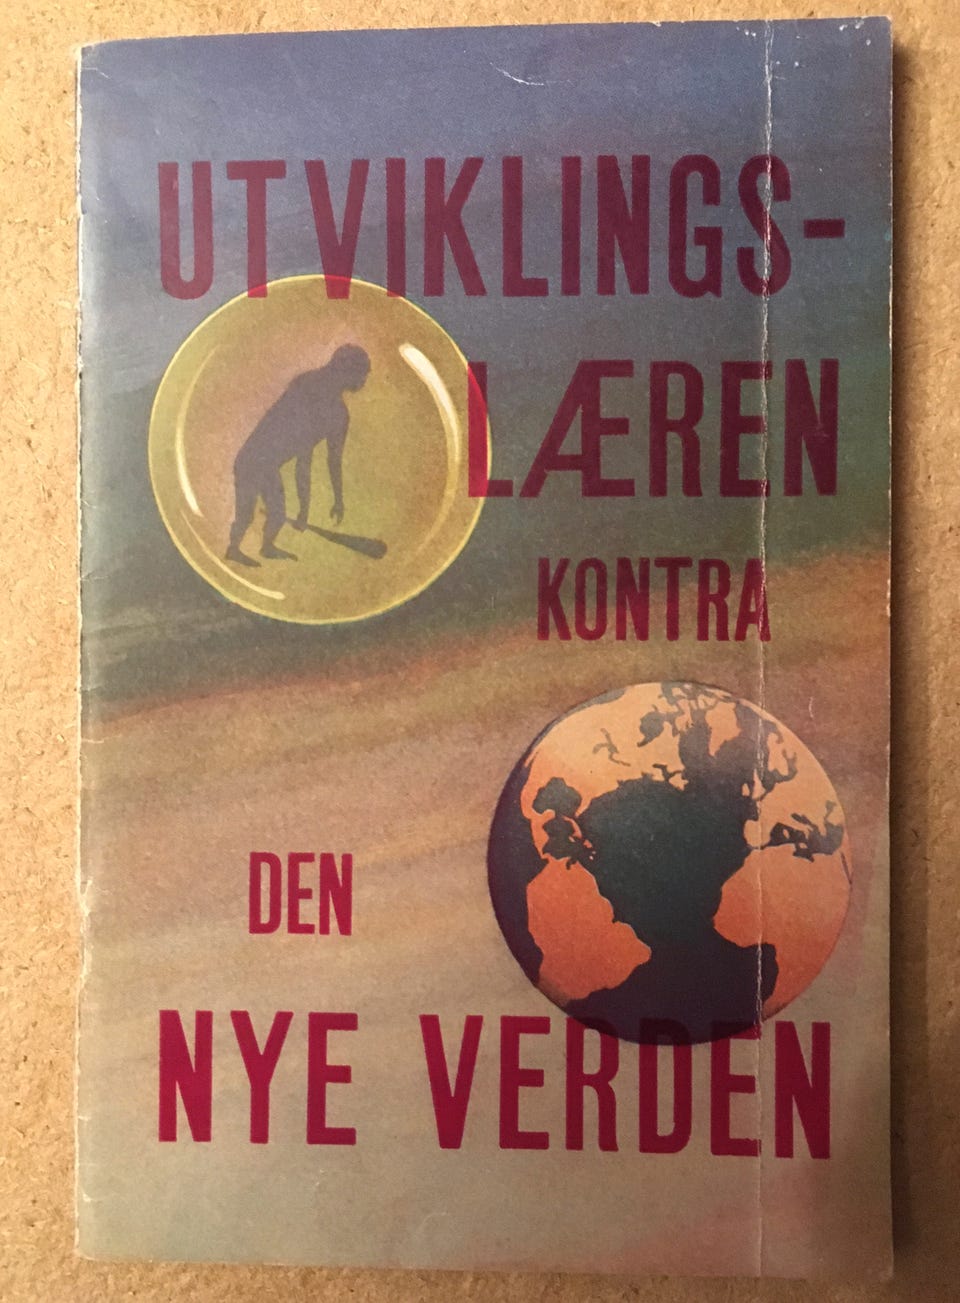 UTVIKLINGS-
LÆREN
KONTRA
DEN
NYE VERDEN